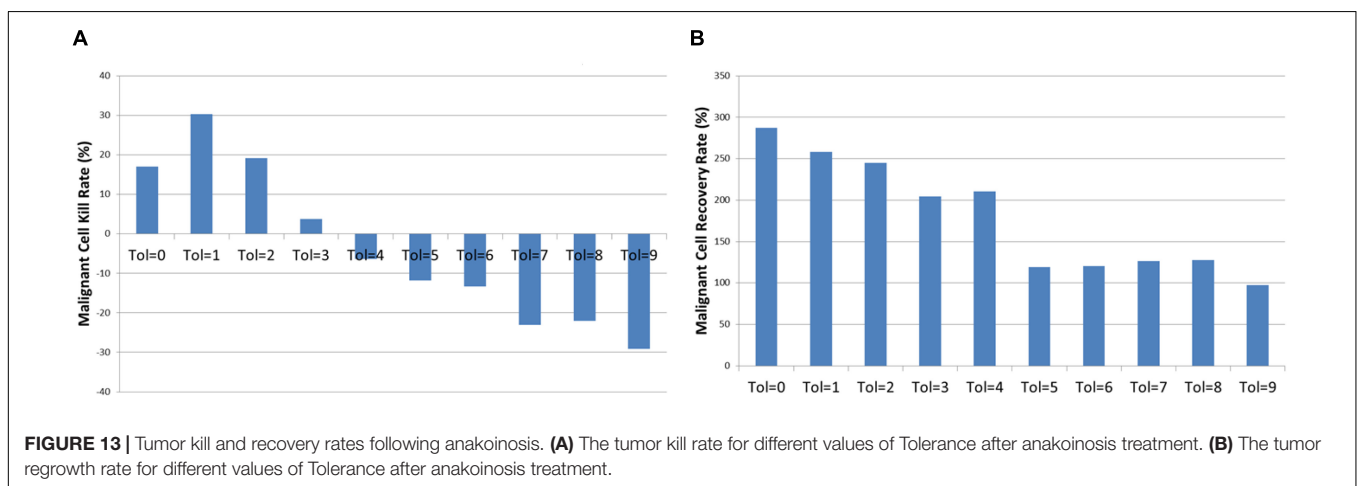 A
Malignant Cell Kill Rate (%)
40
30
20
10
0
-10
-20
-30
-40
Tol=0 Tol=1 Tol=2 Tol=3 Tol=4 Tol=5 Tol=6 Tol=7 Tol=8 Tol=9
B
Malignant Cell Recovery Rate (%)
350
300
250
200
150
100
50
0
Tol=0 Tol=1 Tol=2 Tol=3 Tol=4 Tol=5 Tol=6 Tol=7 Tol=8 Tol=9
FIGURE 13 | Tumor kill and recovery rates following anakoinosis. (A) The tumor kill rate for different values of Tolerance after anakoinosis treatment. (B) The tumor
regrowth rate for different values of Tolerance after anakoinosis treatment.